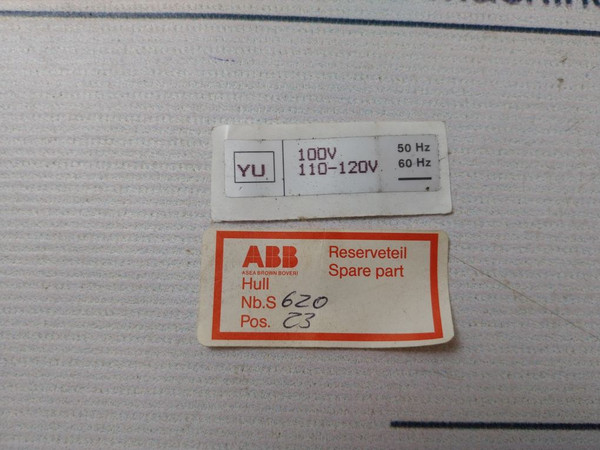 YU
100V
110-120V
50 Hz
60 Hz
ABB
ASEA BROWN BOVERI
Reserveteil
Spare part
Hull
Nb.S 620
Pos. 23